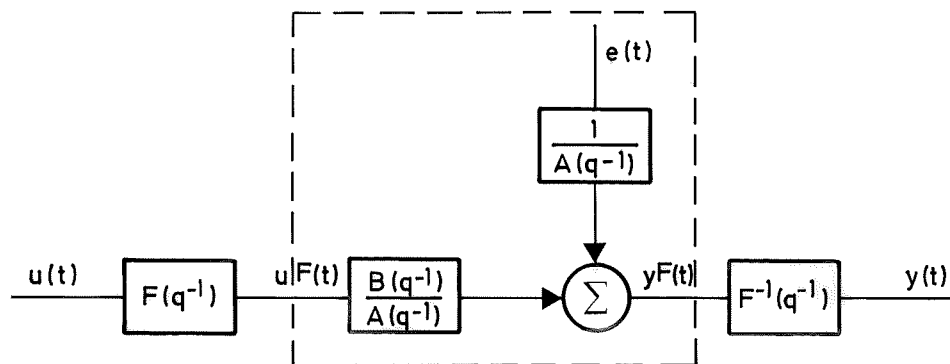 e(t)
1
A(q⁻¹)
u(t)
F(q⁻¹)
uF(t)
B(q⁻¹)
A(q⁻¹)
Σ
yF(t)
F⁻¹(q⁻¹)
y(t)